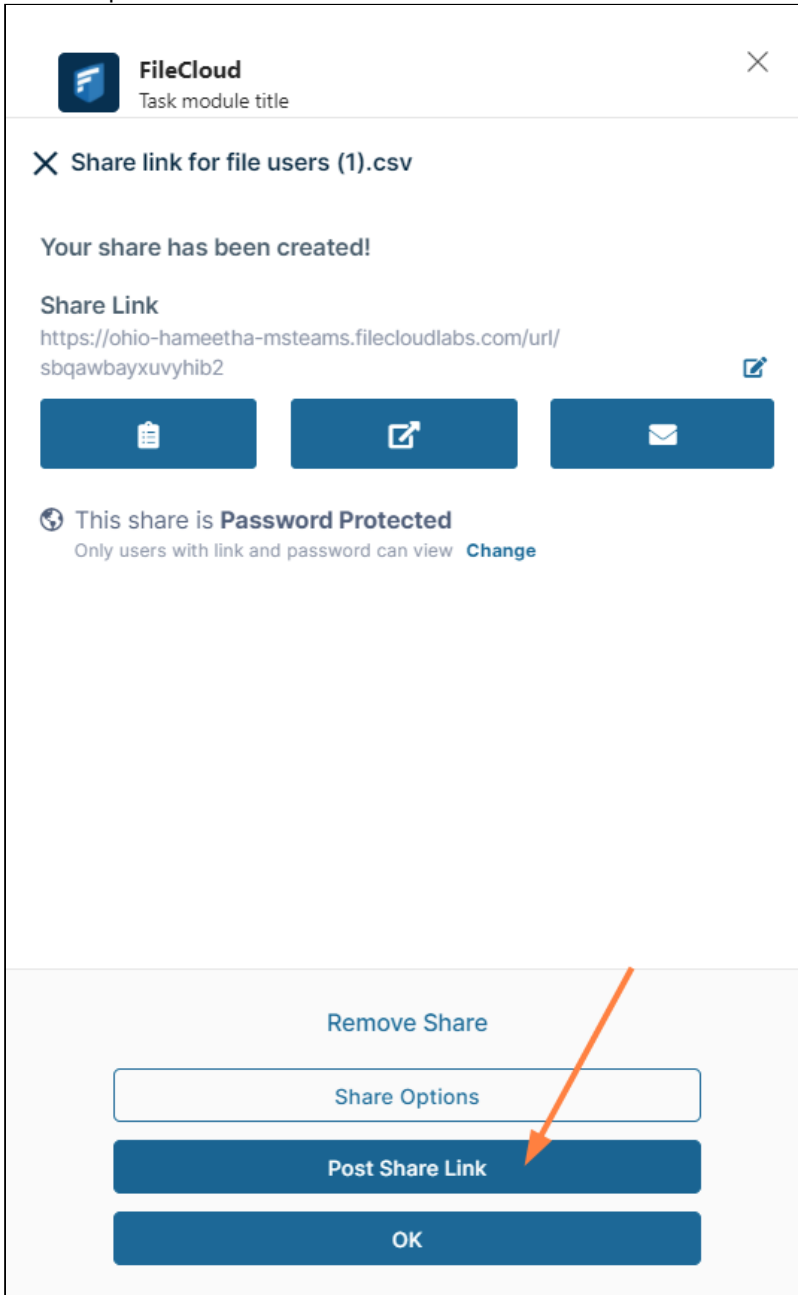 FileCloud
Task module title
Share link for file users (1).csv
Your share has been created!
Share Link
https://ohio-hameetha-msteams.filecloudlabs.com/url/
sbqawbayxuvyhib2
This share is Password Protected
Only users with link and password can view Change
Remove Share
Share Options
Post Share Link
OK